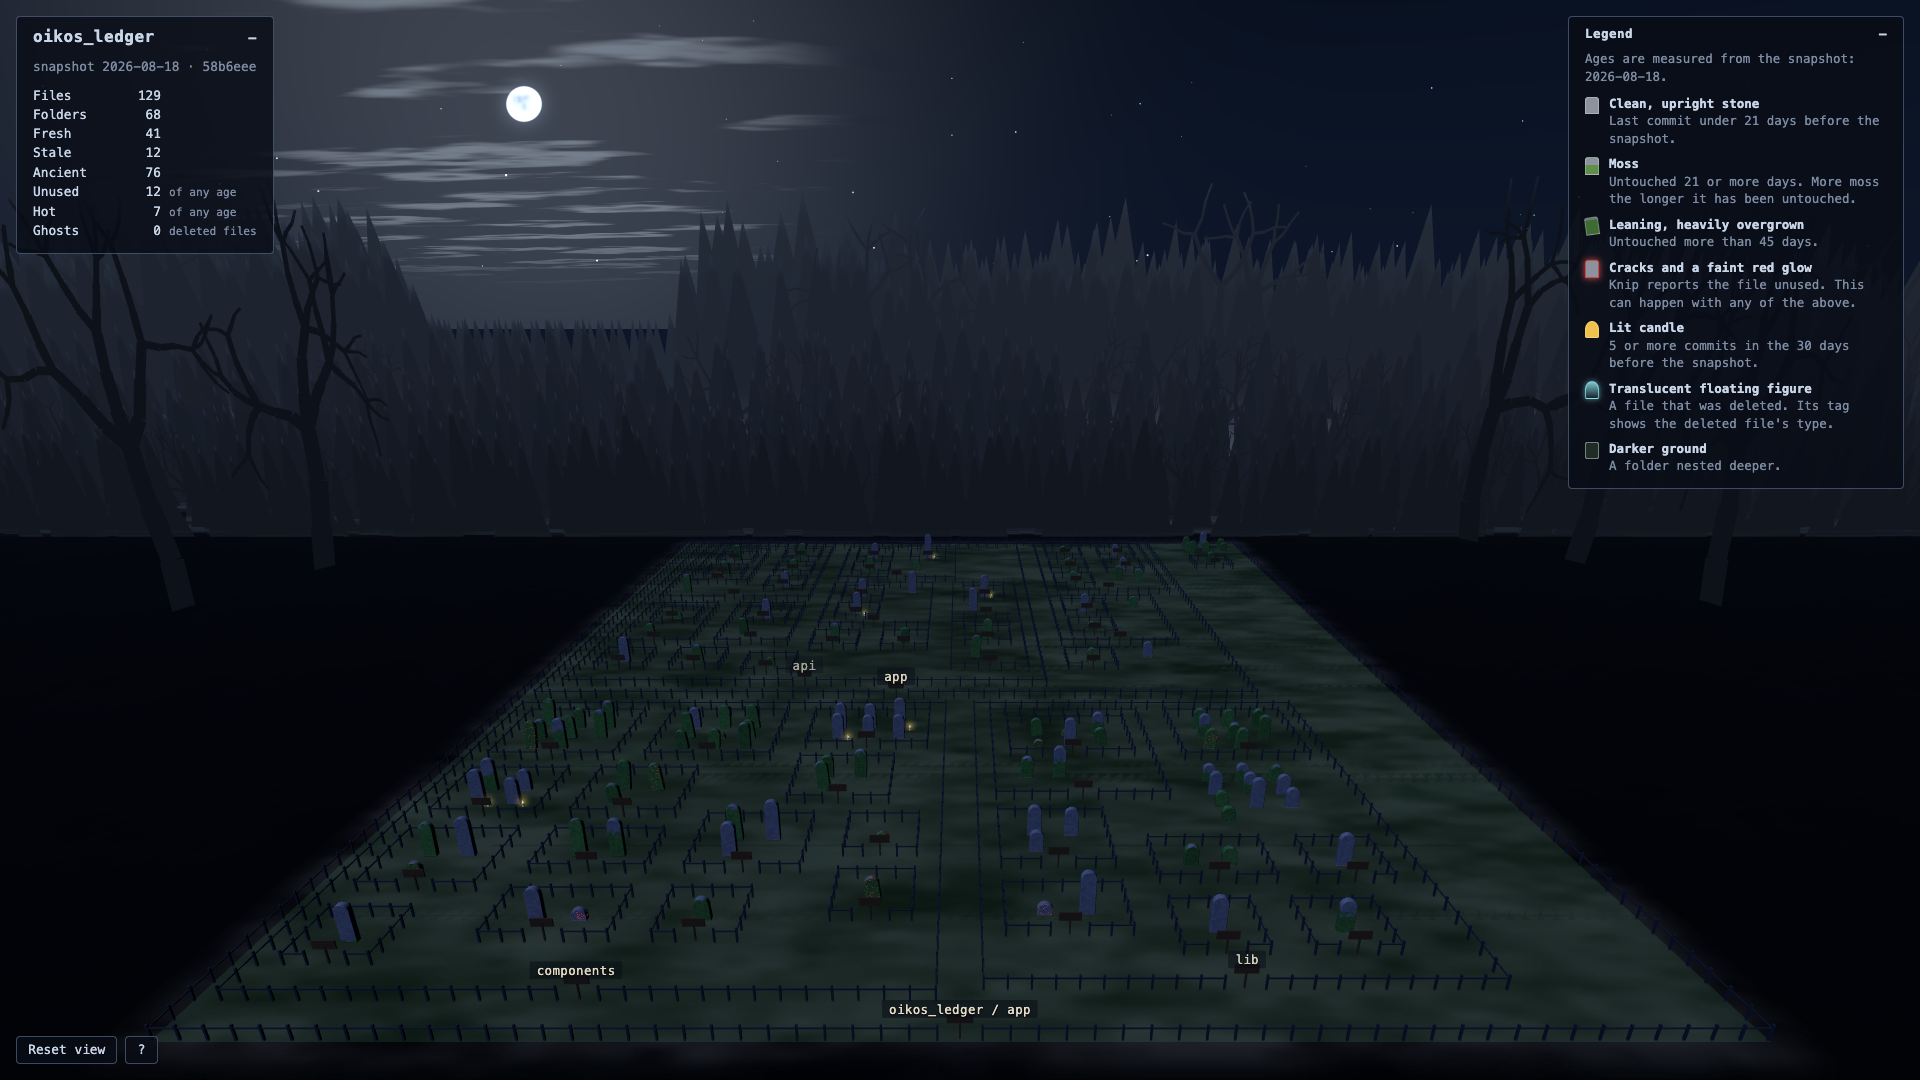 oikos_ledger
–
snapshot 2026-08-18 · 58b6eee
Files 129
Folders 68
Fresh 41
Stale 12
Ancient 76
Unused 12 of any age
Hot 7 of any age
Ghosts 0 deleted files
Legend
–
Ages are measured from the snapshot:
2026-08-18.
Clean, upright stone
Last commit under 21 days before the
snapshot.
Moss
Untouched 21 or more days. More moss
the longer it has been untouched.
Leaning, heavily overgrown
Untouched more than 45 days.
Cracks and a faint red glow
Knip reports the file unused. This
can happen with any of the above.
Lit candle
5 or more commits in the 30 days
before the snapshot.
Translucent floating figure
A file that was deleted. Its tag
shows the deleted file's type.
Darker ground
A folder nested deeper.
api
app
components
lib
oikos_ledger / app
Reset view
?